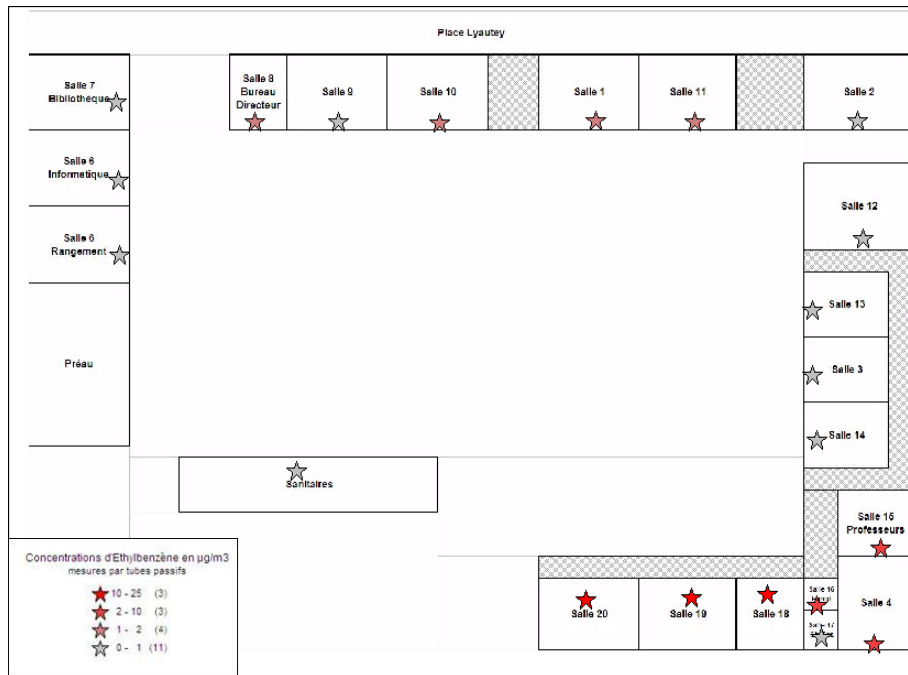 Place Lyautey
Salle 7
Bibliothèque
Salle 8
Bureau
Directeur
Salle 9
Salle 10
Salle 1
Salle 11
Salle 2
Salle 6
Informatique
Salle 12
Salle 6
Rangement
Salle 13
Préau
Salle 3
Salle 14
Sanitaires
Salle 15
Professeurs
Concentrations d'Ethylbenzène en µg/m3
mesures par tubes passifs
10 - 25 (3)
2 - 10 (3)
1 - 2 (4)
0 - 1 (11)
Salle 20
Salle 19
Salle 18
Salle 16
Salle 4
Salle 17